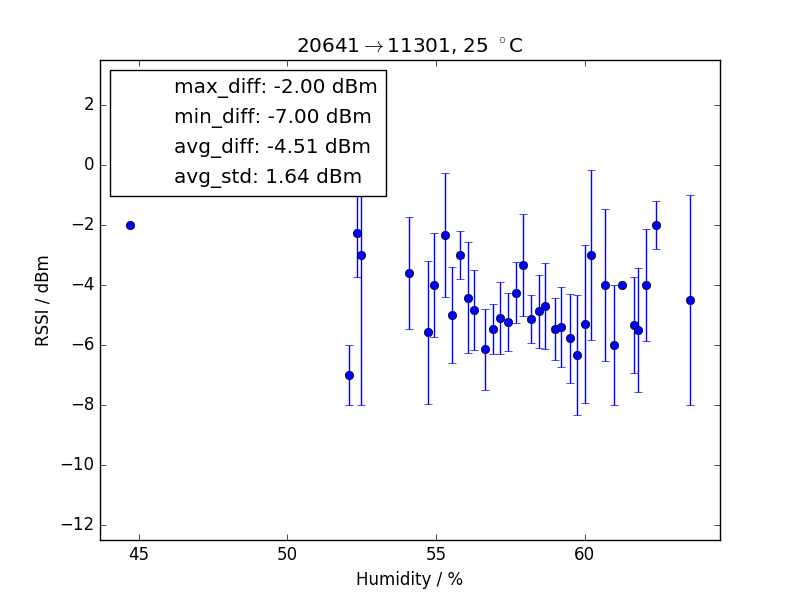 20641→11301, 25 °C
max_diff: -2.00 dBm
min_diff: -7.00 dBm
avg_diff: -4.51 dBm
avg_std: 1.64 dBm
2
0
−2
−4
−6
−8
−10
−12
RSSI / dBm
45 50 55 60
Humidity / %